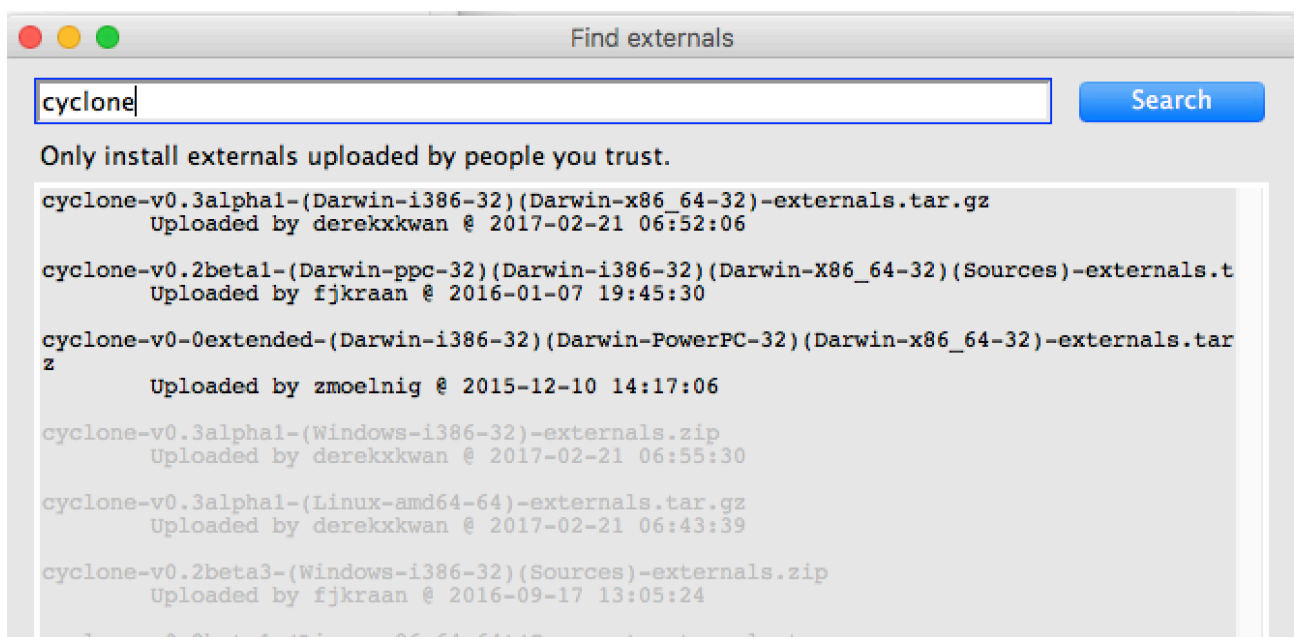 Find externals
cyclone
Search
Only install externals uploaded by people you trust.
cyclone-v0.3alpha1-(Darwin-i386-32)(Darwin-x86_64-32)-externals.tar.gz
Uploaded by derekxkwan @ 2017-02-21 06:52:06
cyclone-v0.2beta1-(Darwin-ppc-32)(Darwin-i386-32)(Darwin-X86_64-32)(Sources)-externals.t
Uploaded by fjkraan @ 2016-01-07 19:45:30
cyclone-v0-0extended-(Darwin-i386-32)(Darwin-PowerPC-32)(Darwin-x86_64-32)-externals.tar
z
Uploaded by zmoelnig @ 2015-12-10 14:17:06
cyclone-v0.3alpha1-(Windows-i386-32)-externals.zip
Uploaded by derekxkwan @ 2017-02-21 06:55:30
cyclone-v0.3alpha1-(Linux-amd64-64)-externals.tar.gz
Uploaded by derekxkwan @ 2017-02-21 06:43:39
cyclone-v0.2beta3-(Windows-i386-32)(Sources)-externals.zip
Uploaded by fjkraan @ 2016-09-17 13:05:24